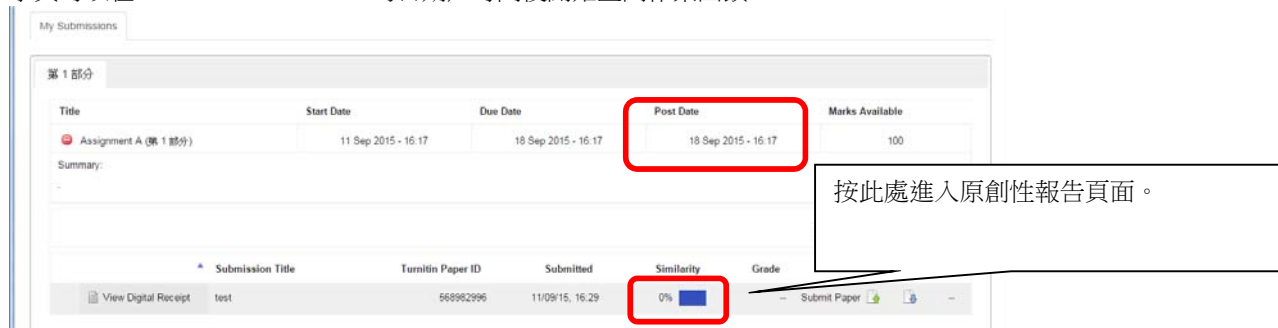 My Submissions
第 1 部分
Title Start Date Due Date Post Date Marks Available
Assignment A (第 1 部分) 11 Sep 2015 - 16:17 18 Sep 2015 - 16:17 18 Sep 2015 - 16:17 100
Summary:
-
按此處進入原創性報告頁面。
Submission Title Turnitin Paper ID Submitted Similarity Grade
View Digital Receipt test 568982996 11/09/15, 16:29 0% -- Submit Paper --